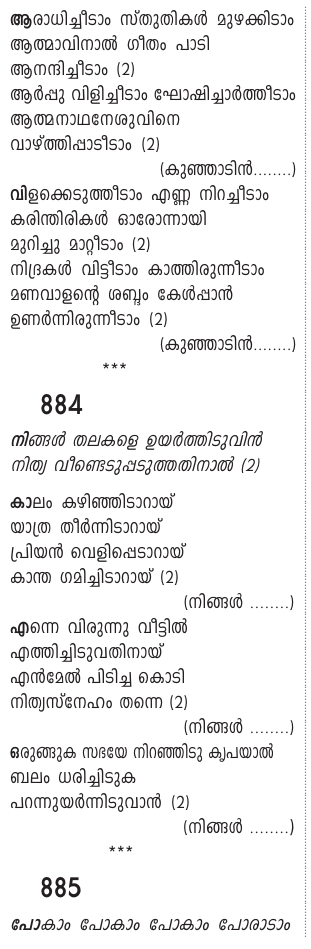 ആരാധിച്ചീടാം സ്തുതികൾ മുഴക്കിടാം
ആത്മാവിനാൽ ഗീതം പാടി
ആനന്ദിച്ചീടാം (2)
ആർപ്പു വിളിച്ചീടാം ഘോഷിച്ചാർത്തീടാം
ആത്മനാഥനേശുവിനെ
വാഴ്ത്തിപ്പാടീടാം (2)
(കുഞ്ഞാടിൻ........)
വിളക്കെടുത്തീടാം എണ്ണ നിറച്ചീടാം
കരിന്തിരികൾ ഓരോന്നായി
മുറിച്ചു മാറ്റീടാം (2)
നിദ്രകൾ വിട്ടീടാം കാത്തിരുന്നീടാം
മണവാളന്റെ ശബ്ദം കേൾപ്പാൻ
ഉണർന്നിരുന്നീടാം (2)
(കുഞ്ഞാടിൻ........)
***
884
നിങ്ങൾ തലകളെ ഉയർത്തിടുവിൻ
നിത്യ വീണ്ടെടുപ്പടുത്തതിനാൽ (2)
കാലം കഴിഞ്ഞിടാറായ്
യാത്ര തീർന്നിടാറായ്
പ്രിയൻ വെളിപ്പെടാറായ്
കാന്ത ഗമിച്ചിടാറായ് (2)
(നിങ്ങൾ ........)
എന്നെ വിരുന്നു വീട്ടിൽ
എത്തിച്ചിടുവതിനായ്
എൻമേൽ പിടിച്ച കൊടി
നിത്യസ്നേഹം തന്നെ (2)
(നിങ്ങൾ ........)
ഒരുങ്ങുക സഭയേ നിറഞ്ഞിടു കൃപയാൽ
ബലം ധരിച്ചിടുക
പറന്നുയർന്നിടുവാൻ (2)
(നിങ്ങൾ ........)
***
885
പോകാം പോകാം പോകാം പോരാടാം